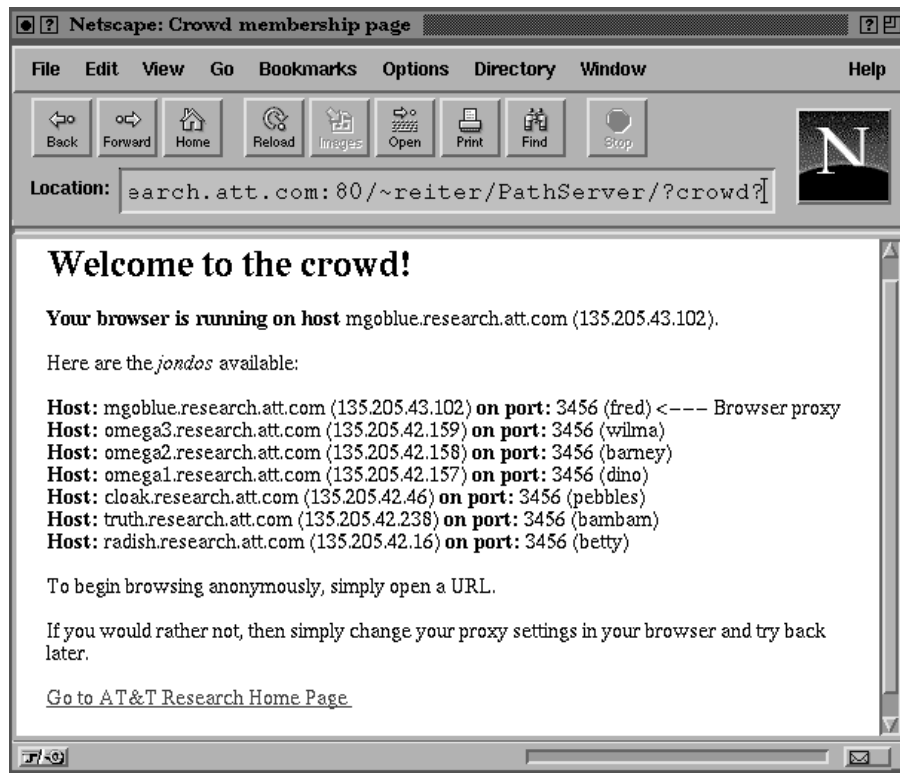 Netscape: Crowd membership page
File Edit View Go Bookmarks Options Directory Window Help
Back Forward Home Reload Images Open Print Find Stop
N
Location: earch.att.com:80/~reiter/PathServer/?crowd?
Welcome to the crowd!
Your browser is running on host mgoblue.research.att.com (135.205.43.102).
Here are the jondos available:
Host: mgoblue.research.att.com (135.205.43.102) on port: 3456 (fred) <--- Browser proxy
Host: omega3.research.att.com (135.205.42.159) on port: 3456 (wilma)
Host: omega2.research.att.com (135.205.42.158) on port: 3456 (barney)
Host: omega1.research.att.com (135.205.42.157) on port: 3456 (dino)
Host: cloak.research.att.com (135.205.42.46) on port: 3456 (pebbles)
Host: truth.research.att.com (135.205.42.238) on port: 3456 (bambam)
Host: radish.research.att.com (135.205.42.16) on port: 3456 (betty)
To begin browsing anonymously, simply open a URL.
If you would rather not, then simply change your proxy settings in your browser and try back
later.
Go to AT&T Research Home Page